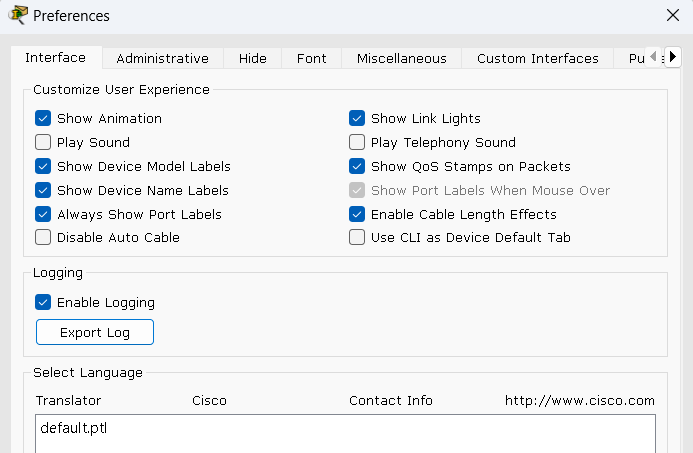 Preferences
Interface Administrative Hide Font Miscellaneous Custom Interfaces
Customize User Experience
Show Animation Show Link Lights
Play Sound Play Telephony Sound
Show Device Model Labels Show QoS Stamps on Packets
Show Device Name Labels Show Port Labels When Mouse Over
Always Show Port Labels Enable Cable Length Effects
Disable Auto Cable Use CLI as Device Default Tab
Logging
Enable Logging
Export Log
Select Language
Translator Cisco Contact Info http://www.cisco.com
default.ptl